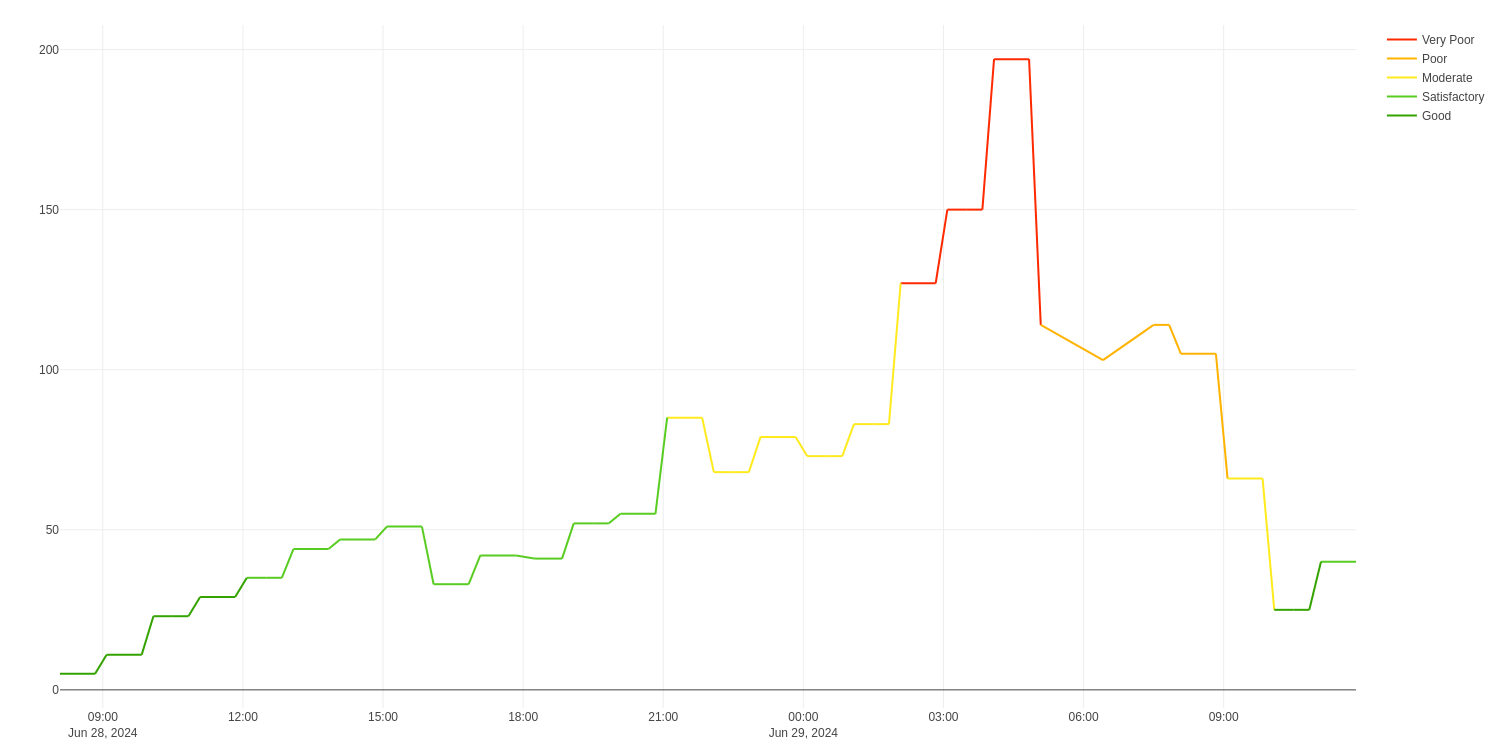 200
150
100
50
0
09:00
Jun 28, 2024
12:00
15:00
18:00
21:00
00:00
Jun 29, 2024
03:00
06:00
09:00
Very Poor
Poor
Moderate
Satisfactory
Good